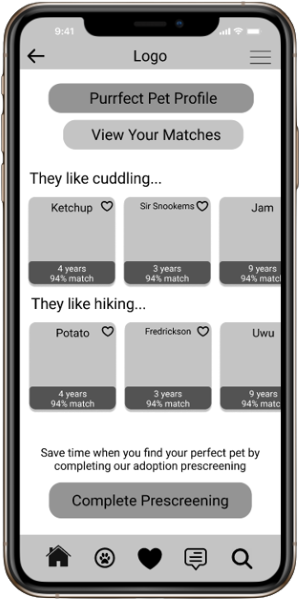 9:41
Logo
Purrfect Pet Profile
View Your Matches
They like cuddling...
Ketchup
Sir Snookems
Jam
4 years
94% match
3 years
94% match
9 years
94% match
They like hiking...
Potato
Fredrickson
Uwu
4 years
94% match
3 years
94% match
9 years
94% match
Save time when you find your perfect pet by
completing our adoption prescreening
Complete Prescreening